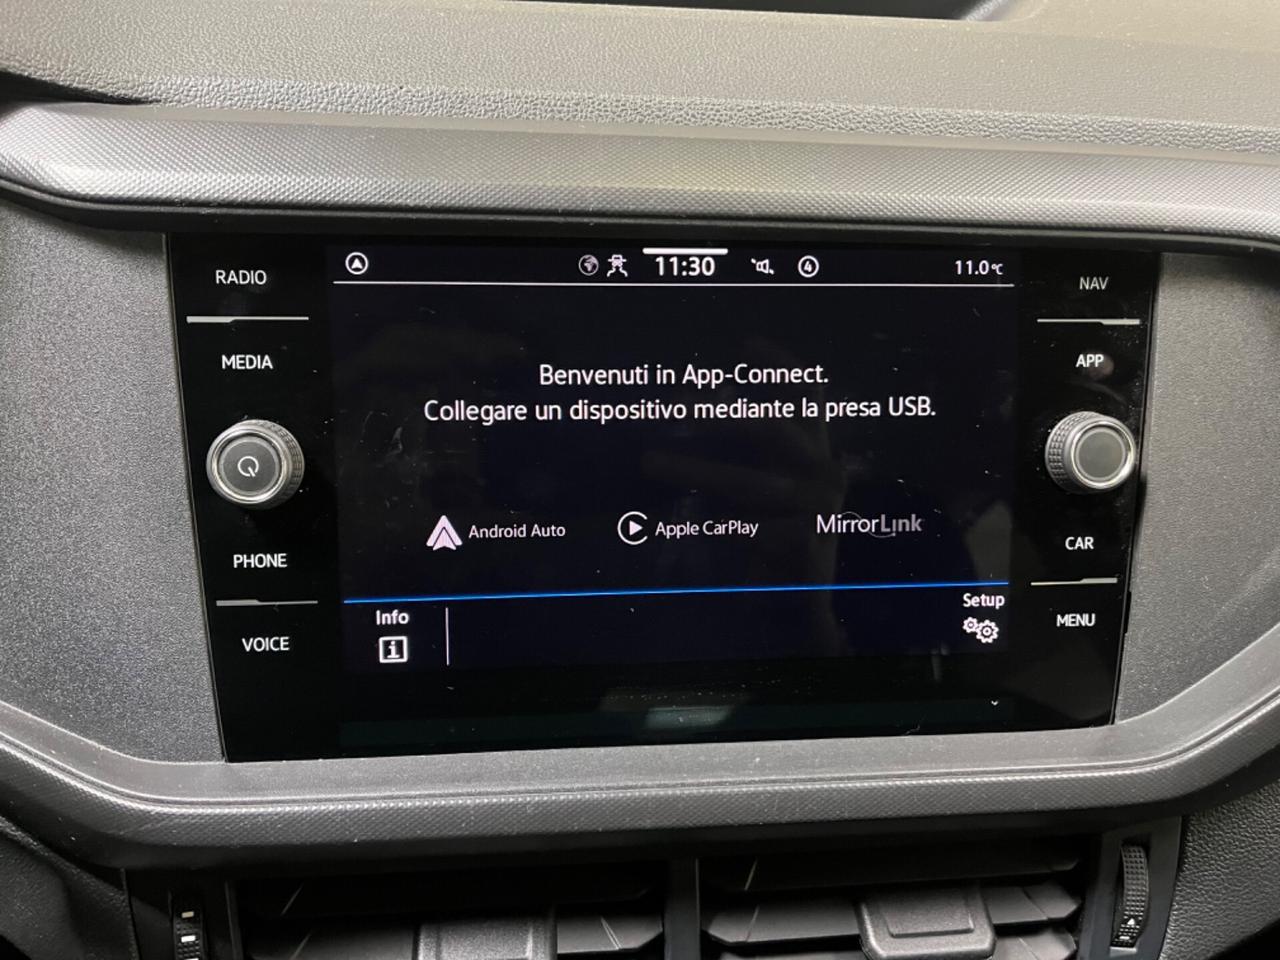 RADIO
MEDIA
PHONE
VOICE
11:30
4
11.0°C
Benvenuti in App-Connect.
Collegare un dispositivo mediante la presa USB.
Android Auto
Apple CarPlay
MirrorLink
Info
i
Setup
NAV
APP
CAR
MENU